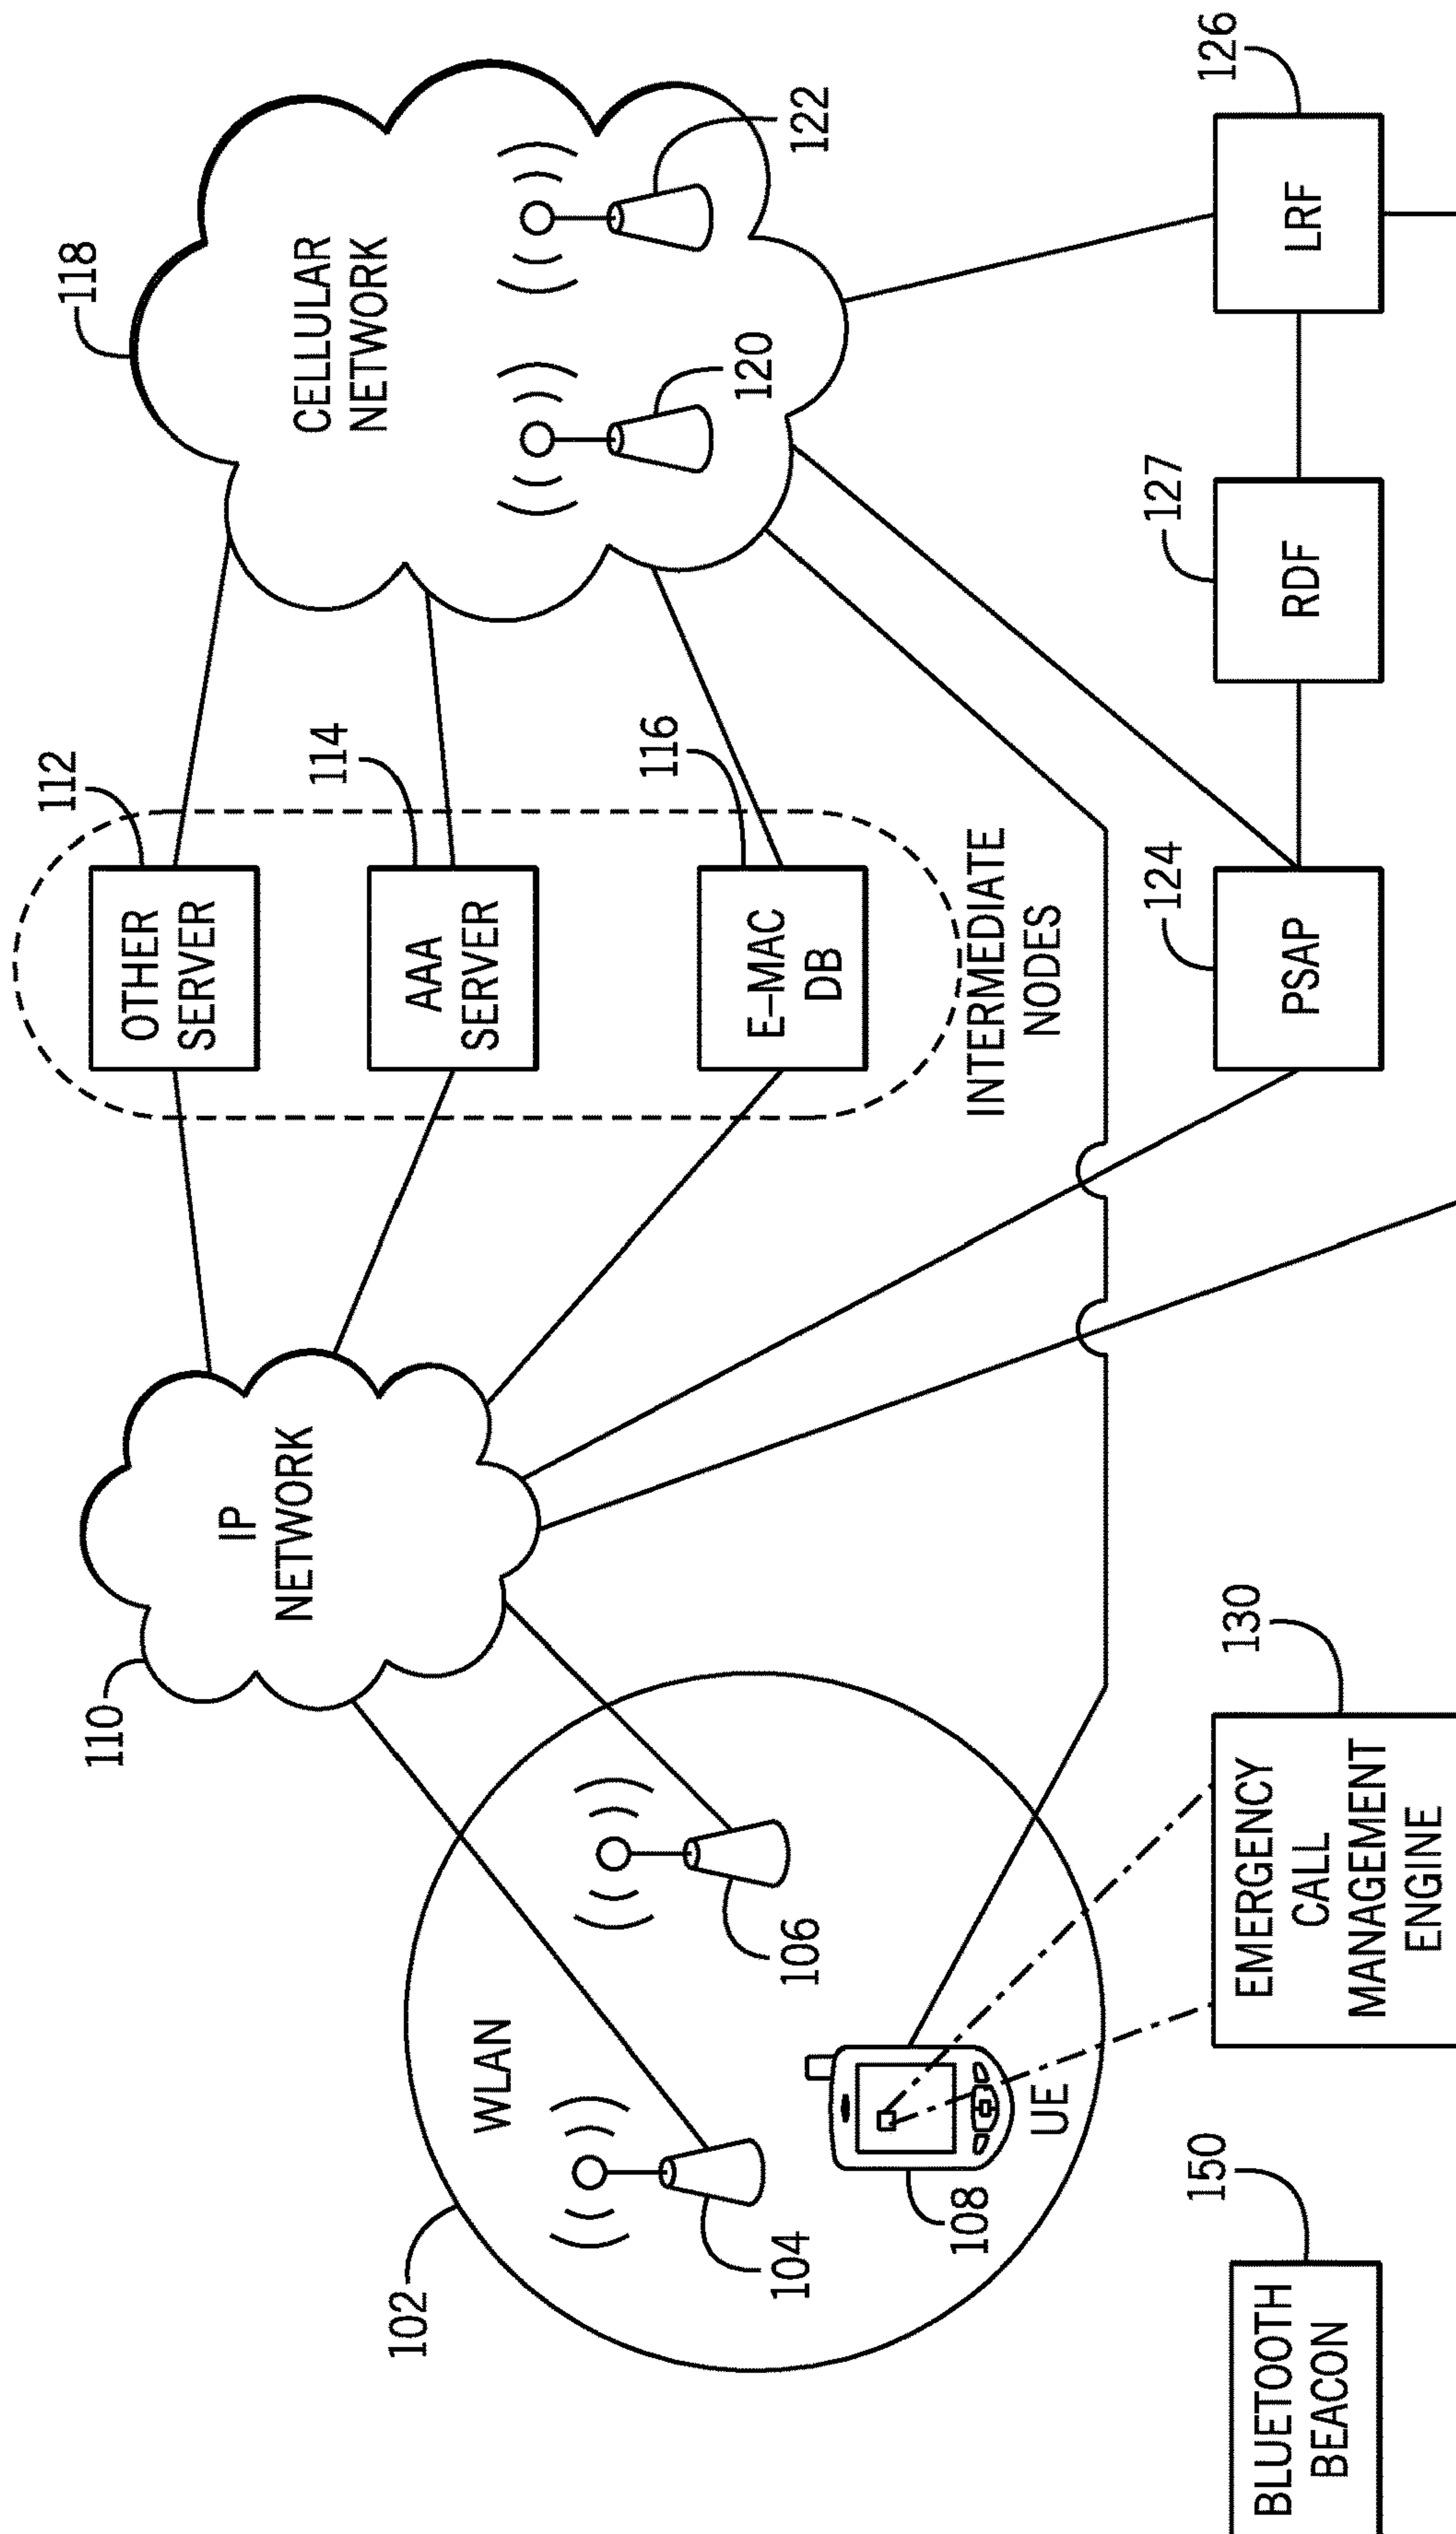 118
CELLULAR
NETWORK
122
120
126
LRF
127
RDF
124
PSAP
112
OTHER
SERVER
114
AAA
SERVER
116
E–MAC
DB
INTERMEDIATE
NODES
110
IP
NETWORK
102
WLAN
104
106
108
UE
130
EMERGENCY
CALL
MANAGEMENT
ENGINE
150
BLUETOOTH
BEACON